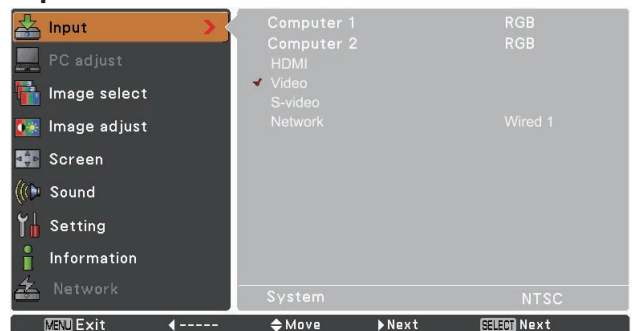 Input
PC adjust
Image select
Image adjust
Screen
Sound
Setting
Information
Network
Computer 1 RGB
Computer 2 RGB
HDMI
Video
S-video
Network Wired 1
System NTSC
MENU Exit ----- Move Next SELECT Next